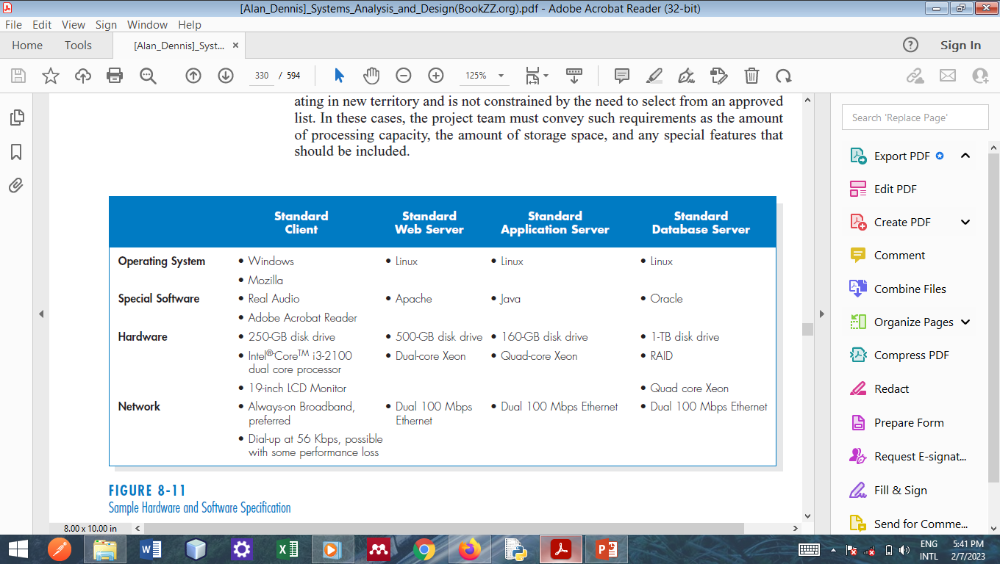 [Alan_Dennis]_Systems_Analysis_and_Design(BookZZ.org).pdf - Adobe Acrobat Reader (32-bit)
File Edit View Sign Window Help
Home Tools [Alan_Dennis]_Syst... × Sign In
330 / 594 125%
ating in new territory and is not constrained by the need to select from an approved
list. In these cases, the project team must convey such requirements as the amount
of processing capacity, the amount of storage space, and any special features that
should be included.
Standard Client Standard Web Server Standard Application Server Standard Database Server
Operating System • Windows • Linux • Linux • Linux
• Mozilla
Special Software • Real Audio • Apache • Java • Oracle
• Adobe Acrobat Reader
Hardware • 250-GB disk drive • 500-GB disk drive • 160-GB disk drive • 1-TB disk drive
• Intel®Core™ i3-2100 • Dual-core Xeon • Quad-core Xeon • RAID
dual core processor
• 19-inch LCD Monitor • Quad core Xeon
Network • Always-on Broadband, • Dual 100 Mbps • Dual 100 Mbps Ethernet • Dual 100 Mbps Ethernet
preferred Ethernet
• Dial-up at 56 Kbps, possible
with some performance loss
FIGURE 8-11
Sample Hardware and Software Specification
8.00 x 10.00 in
Search 'Replace Page'
Export PDF
Edit PDF
Create PDF
Comment
Combine Files
Organize Pages
Compress PDF
Redact
Prepare Form
Request E-signat...
Fill & Sign
Send for Comme...
ENG 5:41 PM
INTL 2/7/2023